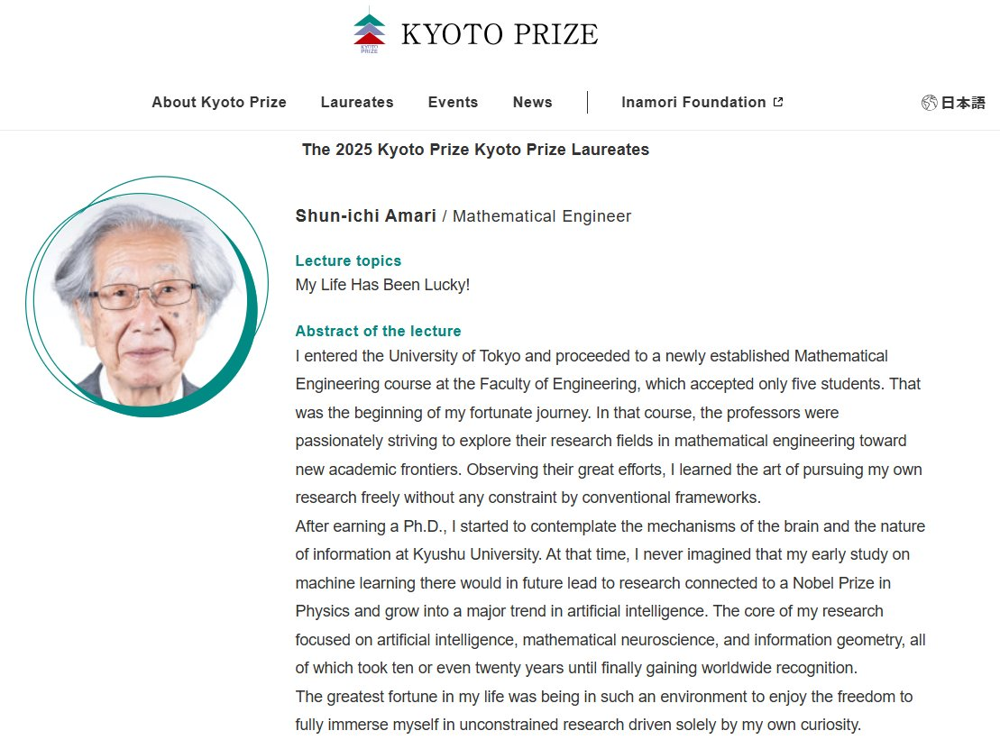 KYOTO PRIZE
KYOTO
PRIZE
About Kyoto Prize
Laureates
Events
News
Inamori Foundation
日本語
The 2025 Kyoto Prize Kyoto Prize Laureates
Shun-ichi Amari / Mathematical Engineer
Lecture topics
My Life Has Been Lucky!
Abstract of the lecture
I entered the University of Tokyo and proceeded to a newly established Mathematical
Engineering course at the Faculty of Engineering, which accepted only five students. That
was the beginning of my fortunate journey. In that course, the professors were
passionately striving to explore their research fields in mathematical engineering toward
new academic frontiers. Observing their great efforts, I learned the art of pursuing my own
research freely without any constraint by conventional frameworks.
After earning a Ph.D., I started to contemplate the mechanisms of the brain and the nature
of information at Kyushu University. At that time, I never imagined that my early study on
machine learning there would in future lead to research connected to a Nobel Prize in
Physics and grow into a major trend in artificial intelligence. The core of my research
focused on artificial intelligence, mathematical neuroscience, and information geometry, all
of which took ten or even twenty years until finally gaining worldwide recognition.
The greatest fortune in my life was being in such an environment to enjoy the freedom to
fully immerse myself in unconstrained research driven solely by my own curiosity.